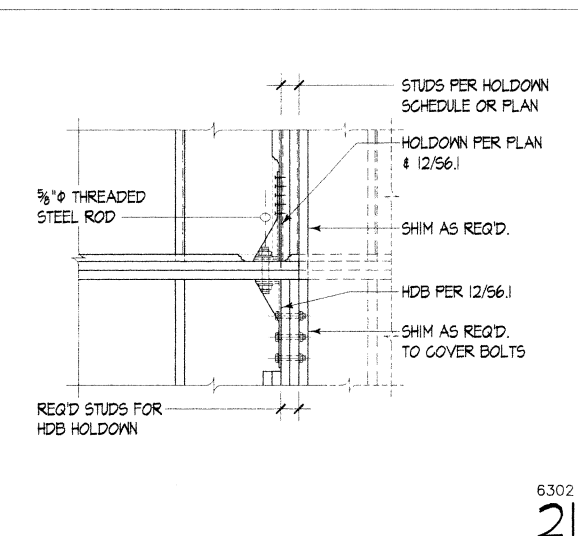 STUDS PER HOLDOWN
SCHEDULE OR PLAN
HOLDOWN PER PLAN
& 12/S6.1
5/8"Φ THREADED
STEEL ROD
SHIM AS REQ'D.
HDB PER 12/S6.1
SHIM AS REQ'D.
TO COVER BOLTS
REQ'D STUDS FOR
HDB HOLDOWN
6302
21